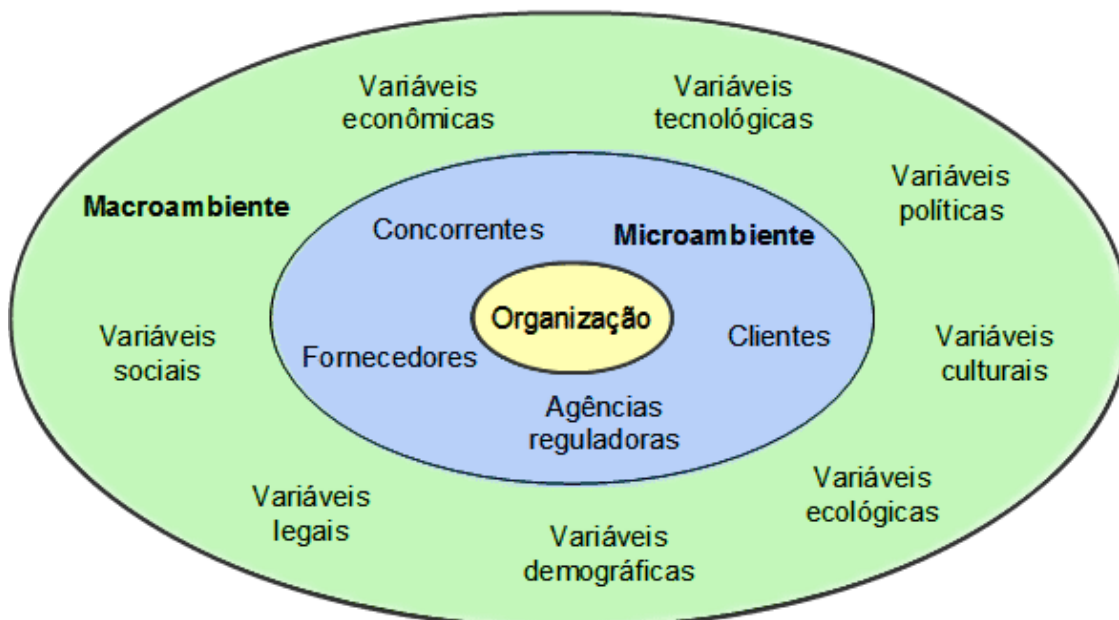 Variáveis
econômicas
Variáveis
tecnológicas
Variáveis
políticas
Macroambiente
Concorrentes
Microambiente
Organização
Variáveis
sociais
Fornecedores
Clientes
Variáveis
culturais
Agências
reguladoras
Variáveis
legais
Variáveis
demográficas
Variáveis
ecológicas